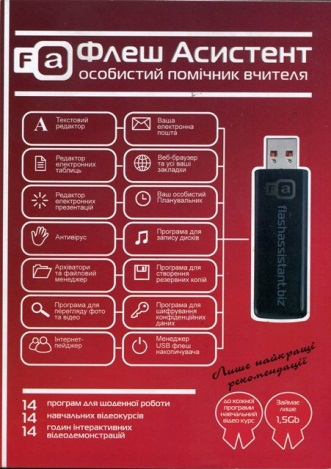 Fa Флеш Асистент
особистий помічник вчителя
Текстовий
редактор
Ваша
електронна
пошта
Редактор
електронних
таблиць
Веб-браузер
та усі ваші
закладки
Редактор
електронних
презентацій
Ваш особистий
Планувальник
Антивірус
Програма для
запису дисків
Архіватори
та файловий
менеджер
Програма для
створення
резервних копій
Програма для
перегляду фото
та відео
Програма для
шифрування
конфіденційних
даних
Інтернет-
пейджер
Менеджер
USB флеш
накопичувача
Fa
flashassistant.biz
Лише найкращі
рекомендації
14 програм для щоденної роботи
14 навчальних відеокурсів
14 годин інтерактивних
відеодемонстрацій
до кожної
програми
навчальний
відео курс
Займає
лише
1,5Gb